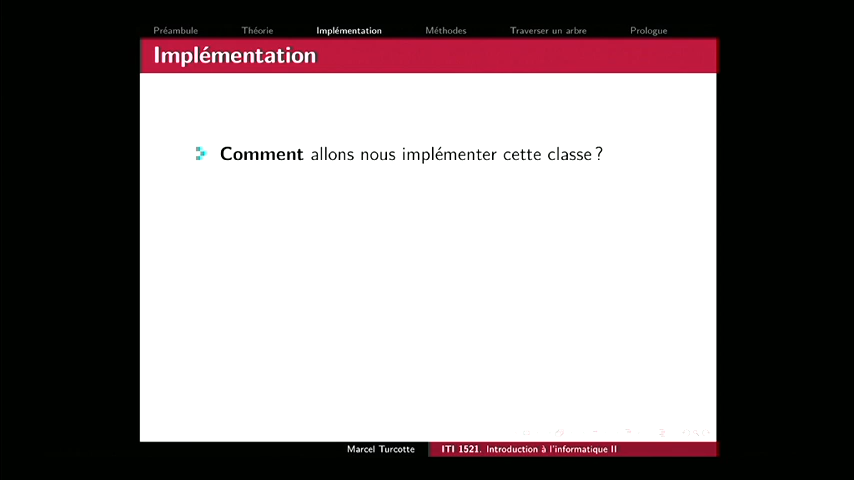 Préambule Théorie Implémentation Méthodes Traverser un arbre Prologue
Implémentation
Comment allons nous implémenter cette classe ?
Marcel Turcotte ITI 1521. Introduction à l'informatique II